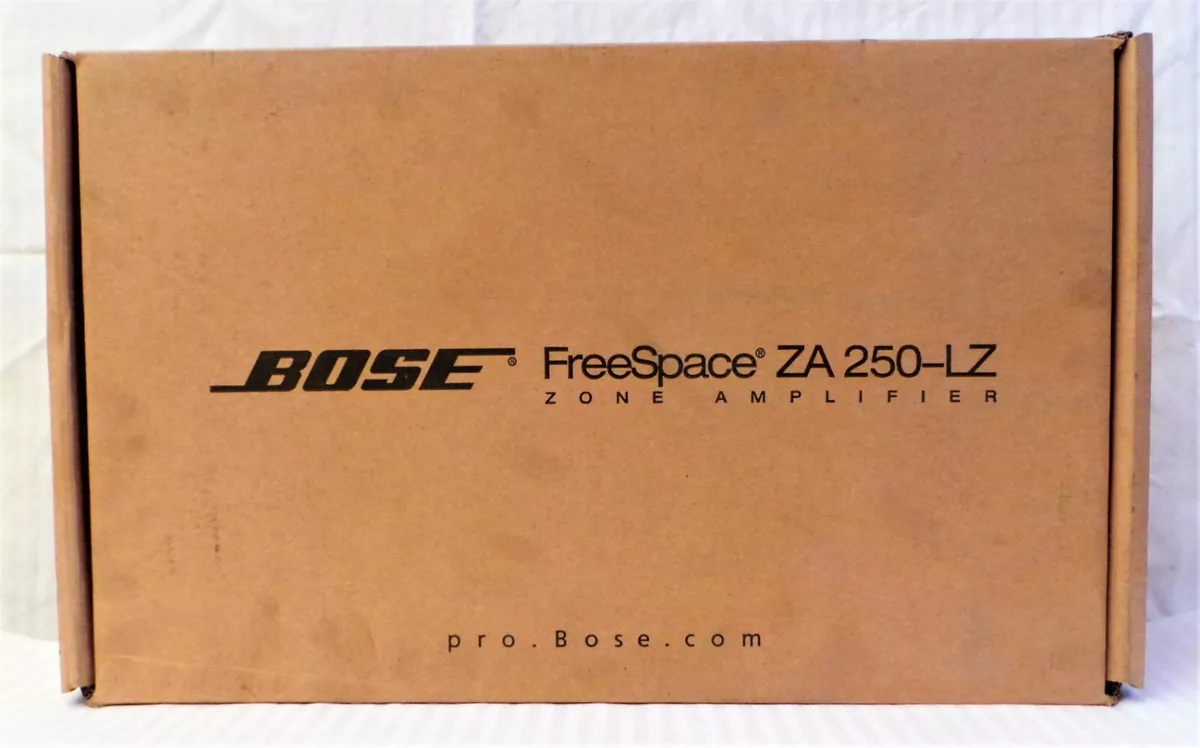 BOSE® FreeSpace® ZA 250-LZ
ZONE AMPLIFIER
pro.Bose.com